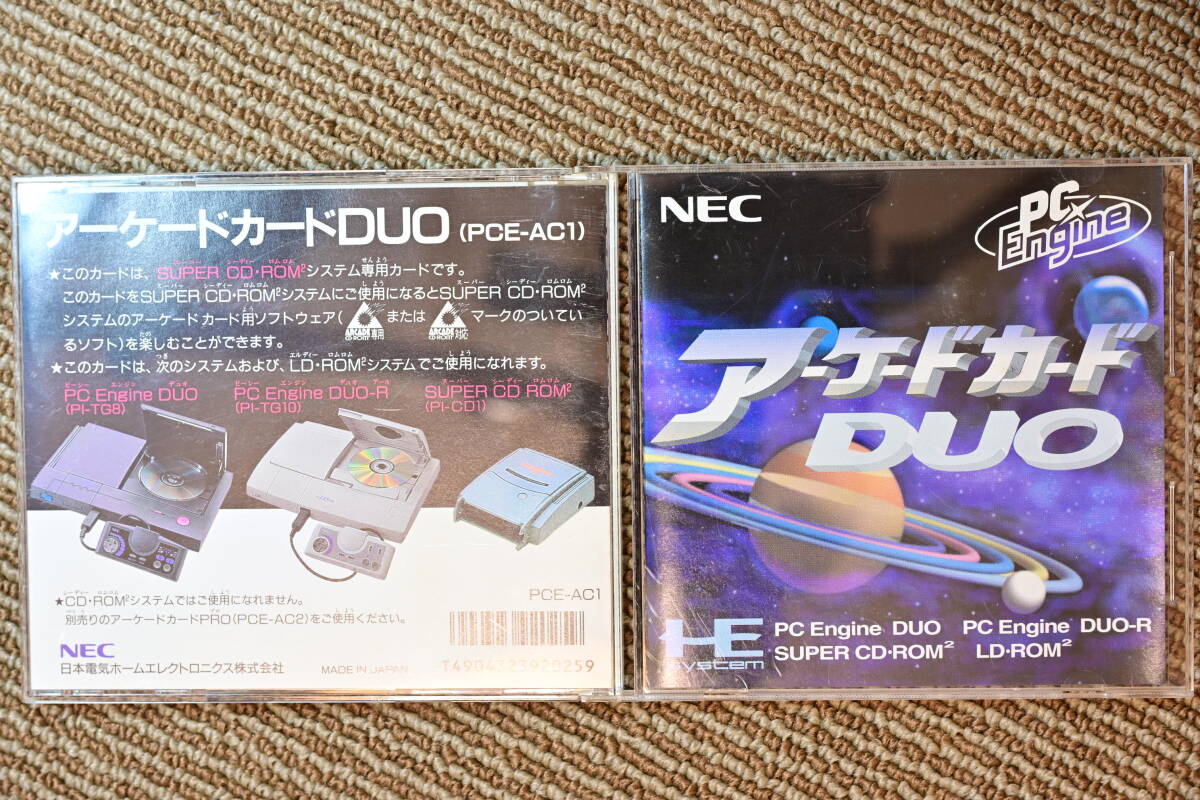 アーケードカードDUO (PCE-AC1)
★このカードは、SUPER CD・ROM²システム専用カードです。
このカードをSUPER CD・ROM²システムにご使用になるとSUPER CD・ROM²
システムのアーケードカード用ソフトウェア( ARCADE CD-ROM² 専用 または ARCADE CD-ROM² 対応 マークのついてい
るソフト)を楽しむことができます。
★このカードは、次のシステムおよび、LD・ROM²システムでご使用になれます。
PC Engine DUO
(PI-TG8)
PC Engine DUO-R
(PI-TG10)
SUPER CD ROM²
(PI-CD1)
★CD・ROM²システムではご使用になれません。
別売りのアーケードカードPRO(PCE-AC2)をご使用ください。
PCE-AC1
NEC
日本電気ホームエレクトロニクス株式会社
MADE IN JAPAN
T4904323920259
NEC
PC Engine
アーケードカード
DUO
HE SYSTEM
PC Engine DUO PC Engine DUO-R
SUPER CD・ROM² LD・ROM²